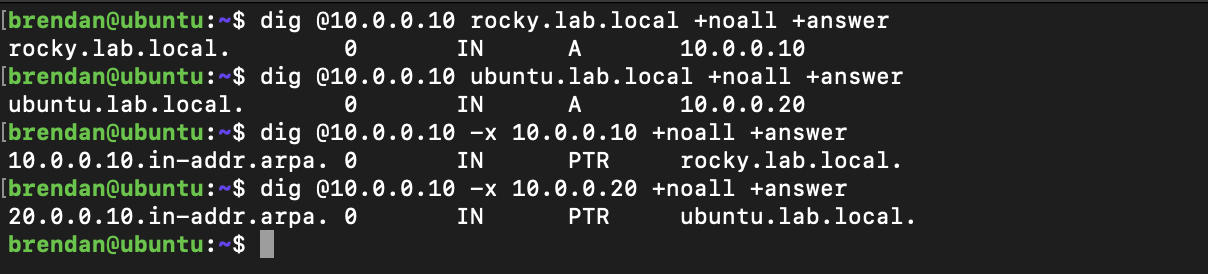 [brendan@ubuntu:~$ dig @10.0.0.10 rocky.lab.local +noall +answer
rocky.lab.local. 0 IN A 10.0.0.10
[brendan@ubuntu:~$ dig @10.0.0.10 ubuntu.lab.local +noall +answer
ubuntu.lab.local. 0 IN A 10.0.0.20
[brendan@ubuntu:~$ dig @10.0.0.10 -x 10.0.0.10 +noall +answer
10.0.0.10.in-addr.arpa. 0 IN PTR rocky.lab.local.
[brendan@ubuntu:~$ dig @10.0.0.10 -x 10.0.0.20 +noall +answer
20.0.0.10.in-addr.arpa. 0 IN PTR ubuntu.lab.local.
brendan@ubuntu:~$